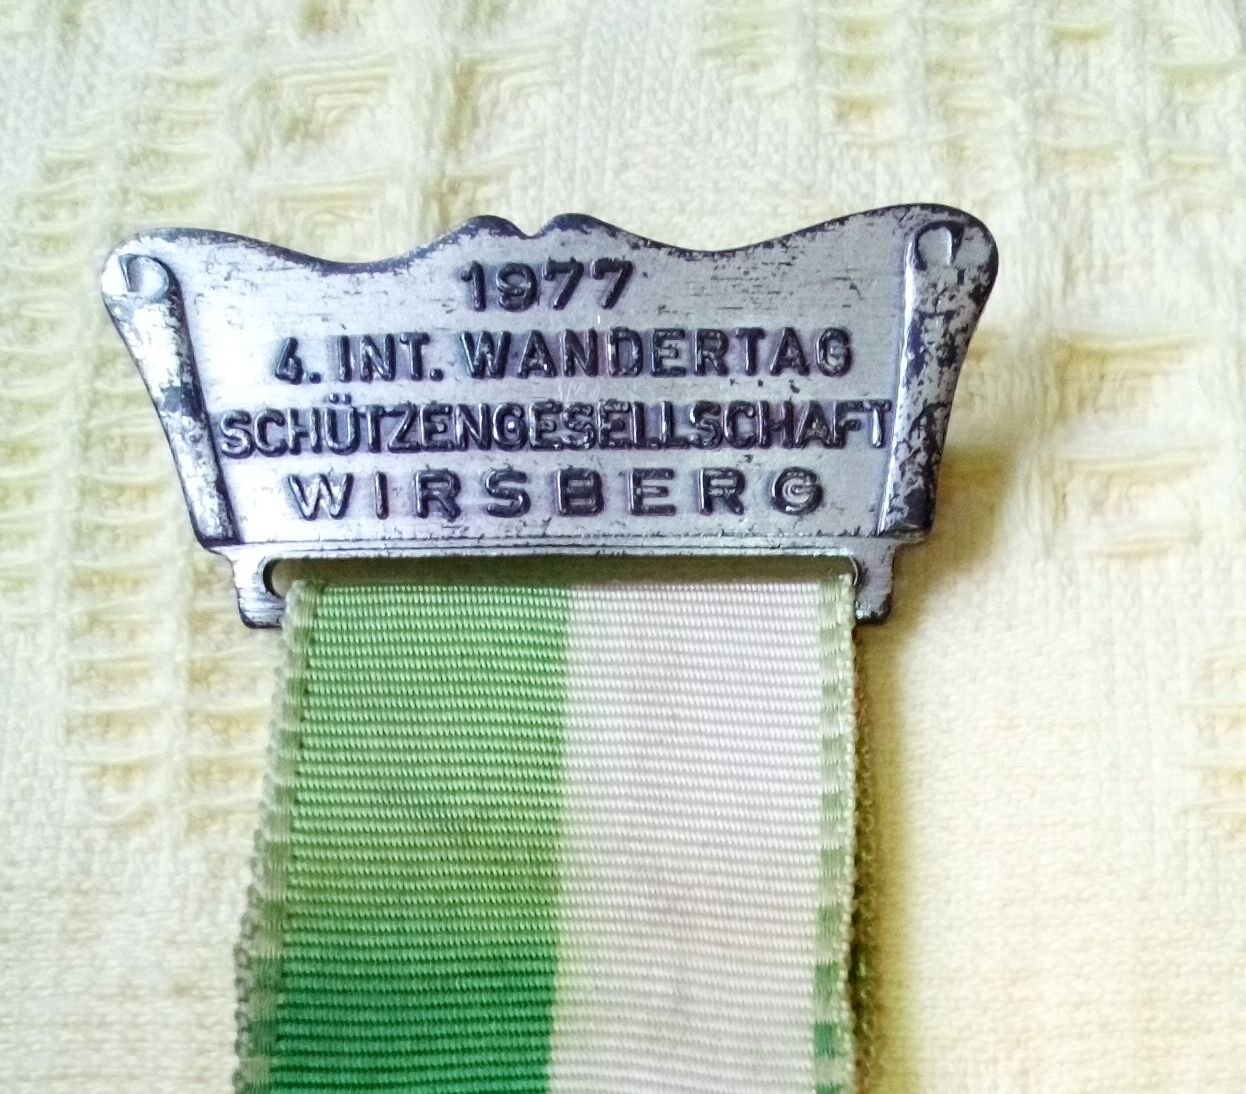 1977
4. INT. WANDERTAG
SCHÜTZENGESELLSCHAFT
WIRSBERG